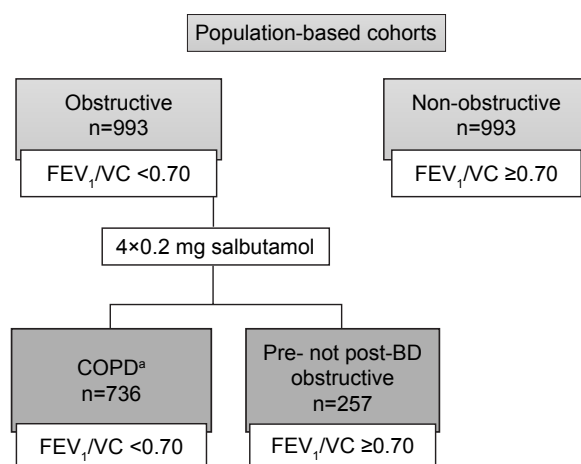 Population-based cohorts
Obstructive
n=993
FEV₁/VC <0.70
Non-obstructive
n=993
FEV₁/VC ≥0.70
4×0.2 mg salbutamol
COPDᵃ
n=736
FEV₁/VC <0.70
Pre- not post-BD
obstructive
n=257
FEV₁/VC ≥0.70